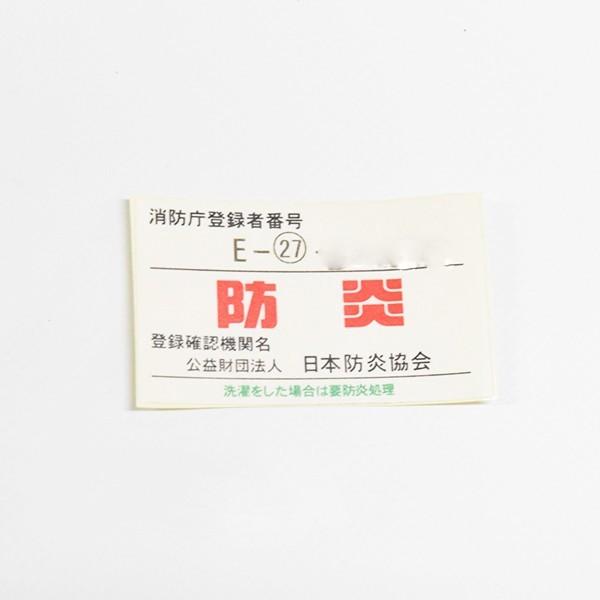 消防庁登録者番号
E－㉗・
防炎
登録確認機関名
公益財団法人 日本防炎協会
洗濯をした場合は要防炎処理